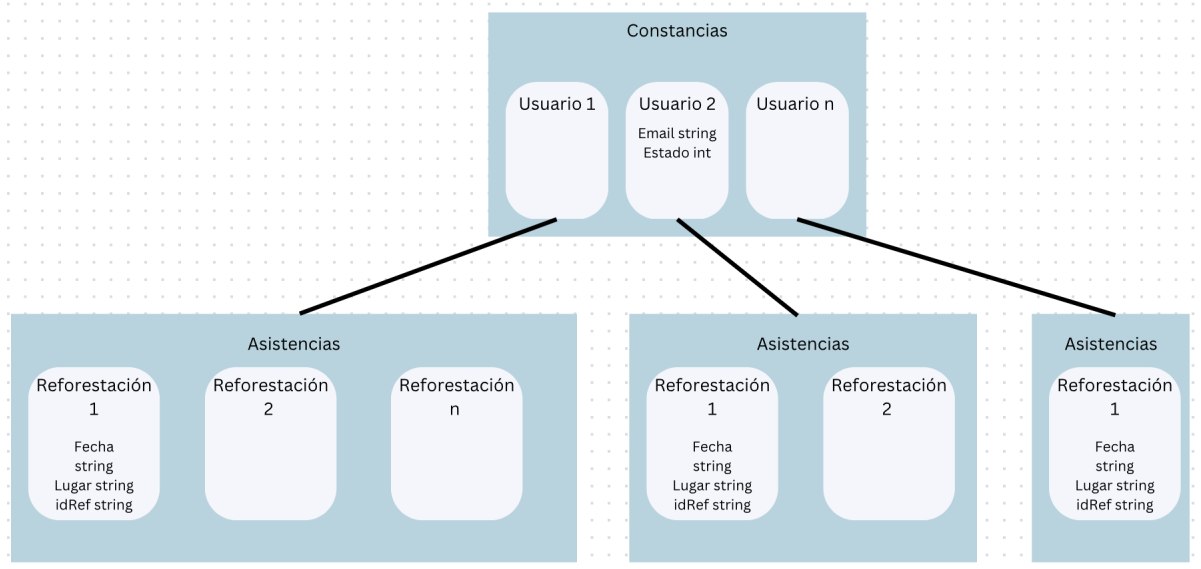 Constancias
Usuario 1
Usuario 2
Email string
Estado int
Usuario n
Asistencias
Reforestación
1
Fecha
string
Lugar string
idRef string
Reforestación
2
Reforestación
n
Asistencias
Reforestación
1
Fecha
string
Lugar string
idRef string
Reforestación
2
Asistencias
Reforestación
1
Fecha
string
Lugar string
idRef string